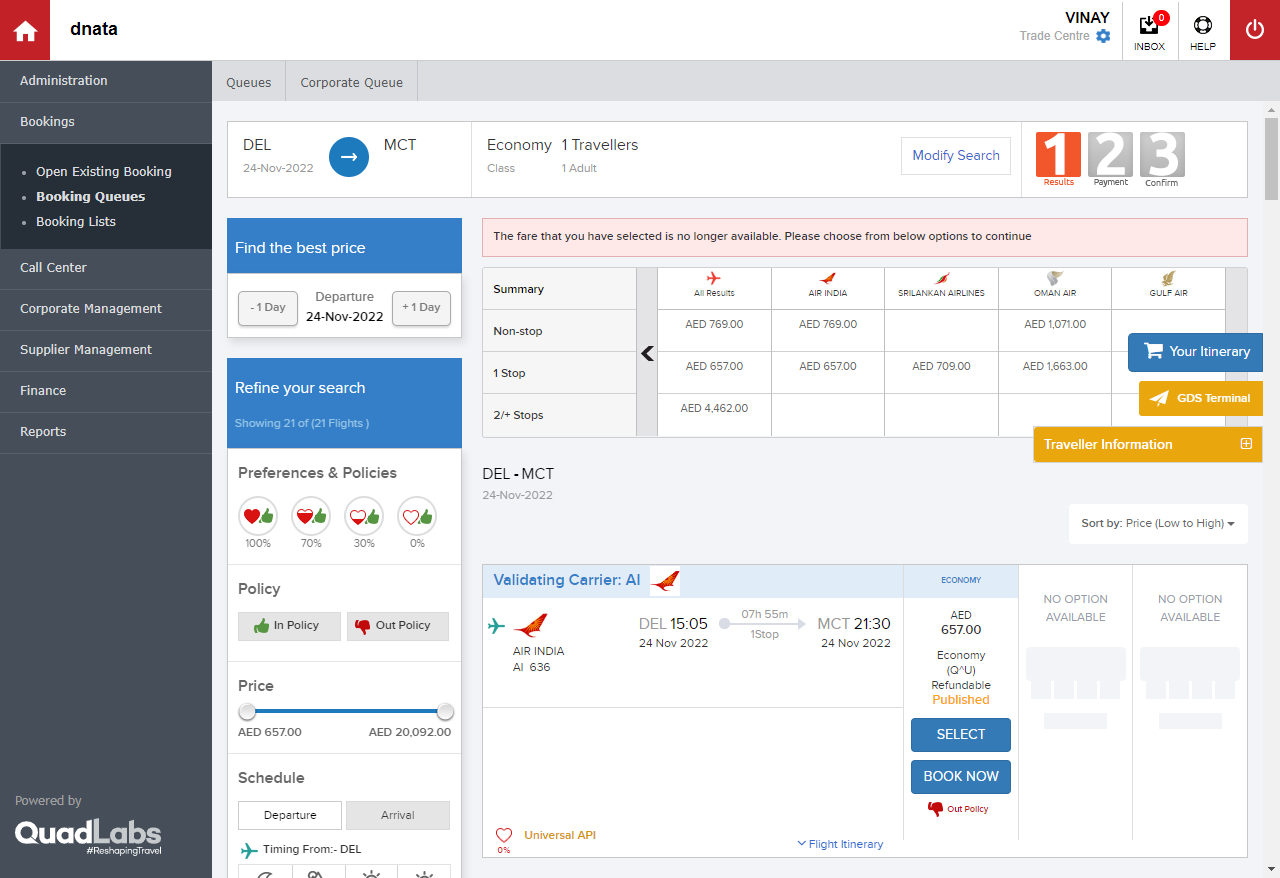 dnata
VINAY
Trade Centre
0
INBOX
HELP
Administration
Bookings
Open Existing Booking
Booking Queues
Booking Lists
Call Center
Corporate Management
Supplier Management
Finance
Reports
Powered by
QuadLabs
#ReshapingTravel
Queues
Corporate Queue
DEL
24-Nov-2022
MCT
Economy
Class
1 Travellers
1 Adult
Modify Search
1 2 3
Results Payment Confirm
Find the best price
- 1 Day
Departure
24-Nov-2022
+ 1 Day
Refine your search
Showing 21 of (21 Flights )
Preferences & Policies
100% 70% 30% 0%
Policy
In Policy Out Policy
Price
AED 657.00 AED 20,092.00
Schedule
Departure Arrival
Timing From:- DEL
The fare that you have selected is no longer available. Please choose from below options to continue
Summary All Results AIR INDIA SRILANKAN AIRLINES OMAN AIR GULF AIR
Non-stop AED 769.00 AED 769.00 AED 1,071.00
1 Stop AED 657.00 AED 657.00 AED 709.00 AED 1,663.00
2/+ Stops AED 4,462.00
Your Itinerary
GDS Terminal
Traveller Information
DEL - MCT
24-Nov-2022
Sort by: Price (Low to High)
Validating Carrier: AI
AIR INDIA
AI 636
DEL 15:05
24 Nov 2022
07h 55m
1Stop
MCT 21:30
24 Nov 2022
0%
Universal API
Flight Itinerary
ECONOMY
AED
657.00
Economy
(Q^U)
Refundable
Published
SELECT
BOOK NOW
Out Policy
NO OPTION
AVAILABLE
NO OPTION
AVAILABLE